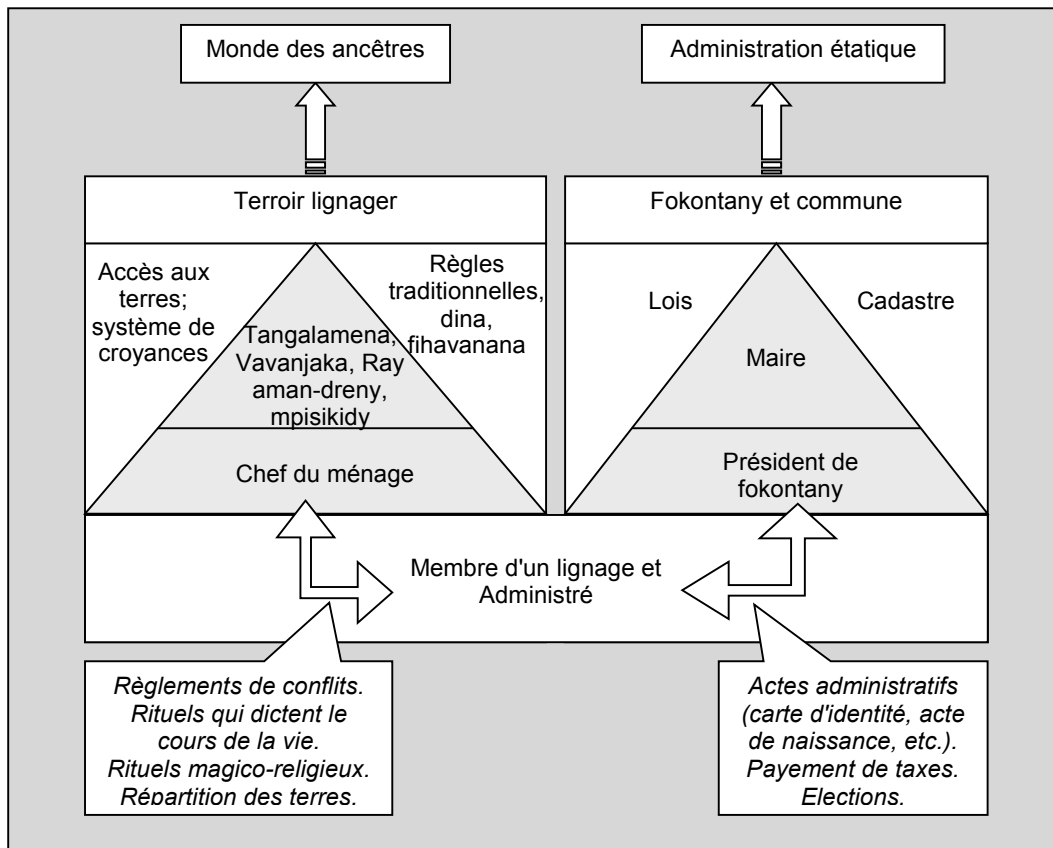 Monde des ancêtres
Administration étatique
Terroir lignager
Fokontany et commune
Accès aux
terres;
système de
croyances
Règles
traditionnelles,
dina,
fihavanana
Tangalamena,
Vavanjaka, Ray
aman-dreny,
mpisikidy
Chef du ménage
Lois
Cadastre
Maire
Président de
fokontany
Membre d'un lignage et
Administré
Règlements de conflits.
Rituels qui dictent le
cours de la vie.
Rituels magico-religieux.
Répartition des terres.
Actes administratifs
(carte d'identité, acte
de naissance, etc.).
Payement de taxes.
Elections.